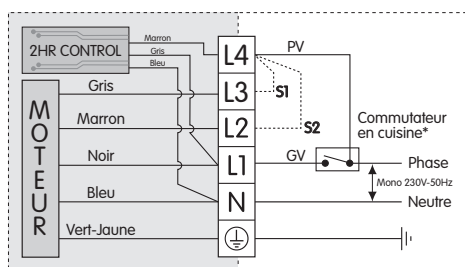 2HR CONTROL
Marron
Gris
Bleu
L4
PV
Gris
L3
S1
MOTEUR
Marron
L2
S2
Commutateur
en cuisine*
Noir
L1
GV
Phase
Mono 230V-50Hz
Bleu
N
Neutre
Vert-Jaune